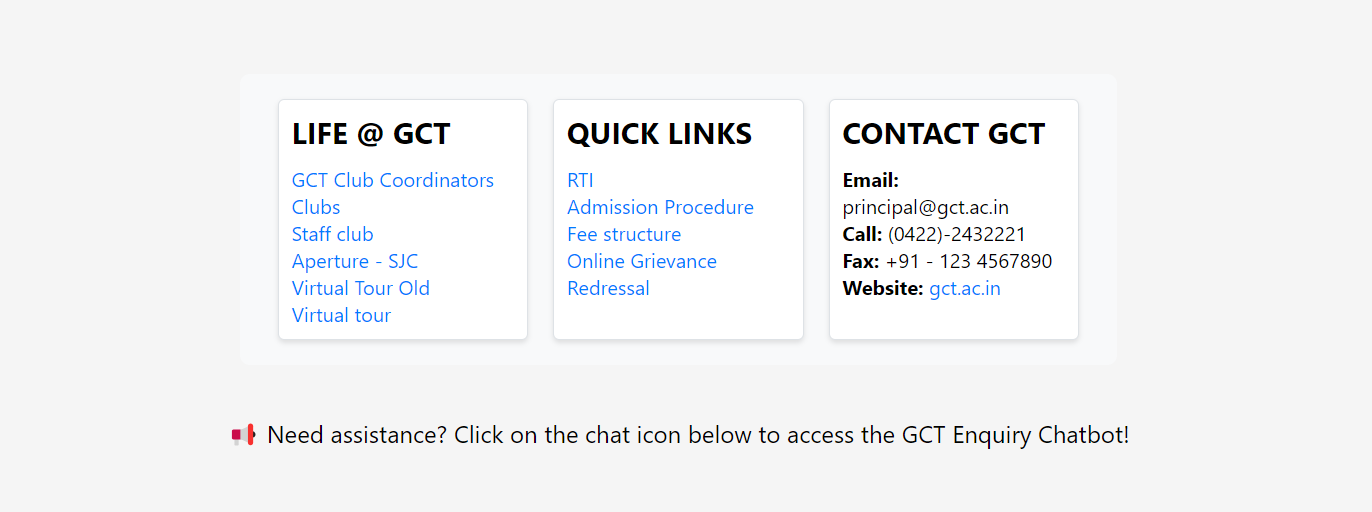 LIFE @ GCT
GCT Club Coordinators
Clubs
Staff club
Aperture - SJC
Virtual Tour Old
Virtual tour
QUICK LINKS
RTI
Admission Procedure
Fee structure
Online Grievance
Redressal
CONTACT GCT
Email:
principal@gct.ac.in
Call: (0422)-2432221
Fax: +91 - 123 4567890
Website: gct.ac.in
Need assistance? Click on the chat icon below to access the GCT Enquiry Chatbot!